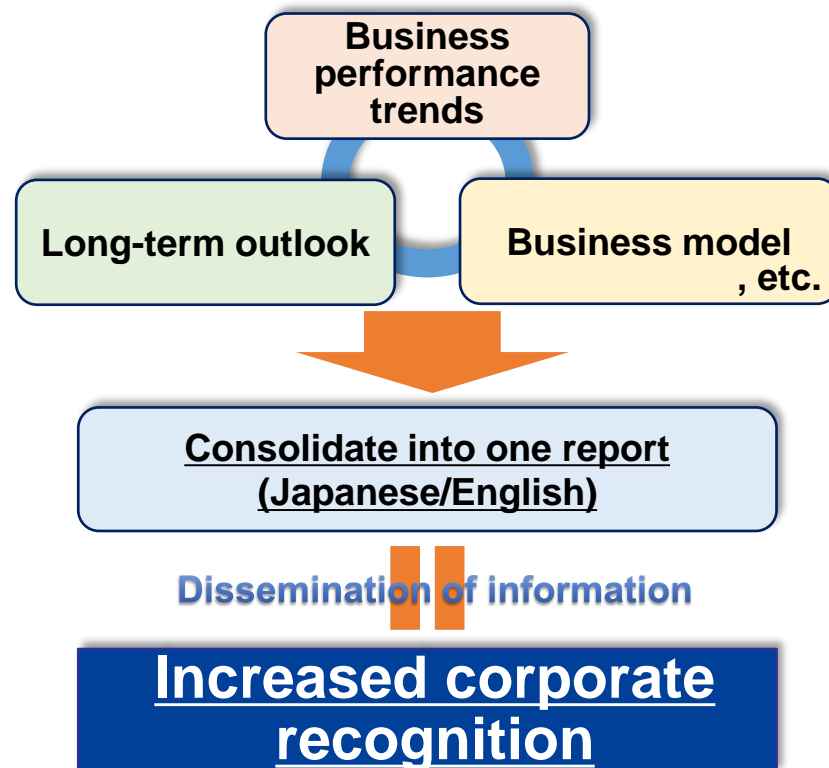 Business
performance
trends
Long-term outlook
Business model
, etc.
Consolidate into one report
(Japanese/English)
Dissemination of information
Increased corporate
recognition